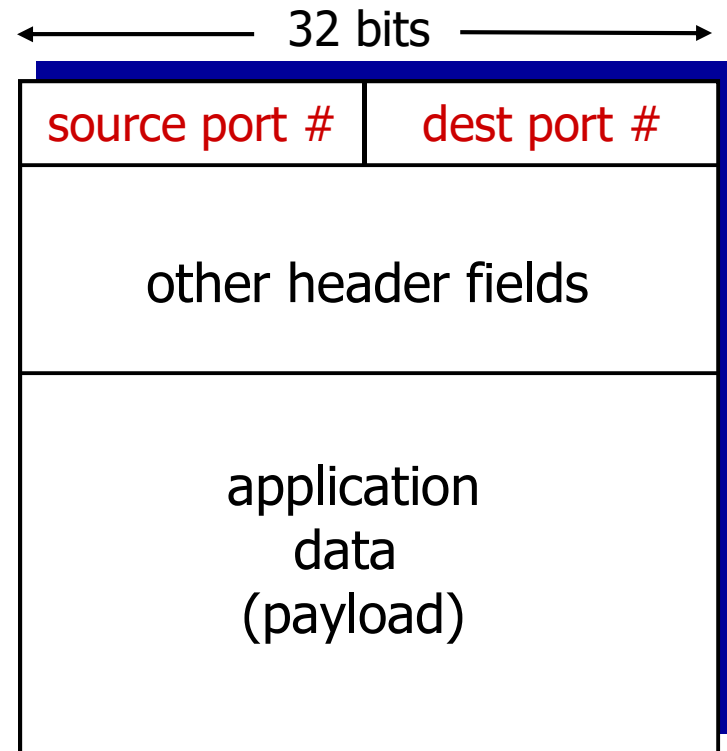 32 bits
source port #
dest port #
other header fields
application
data
(payload)